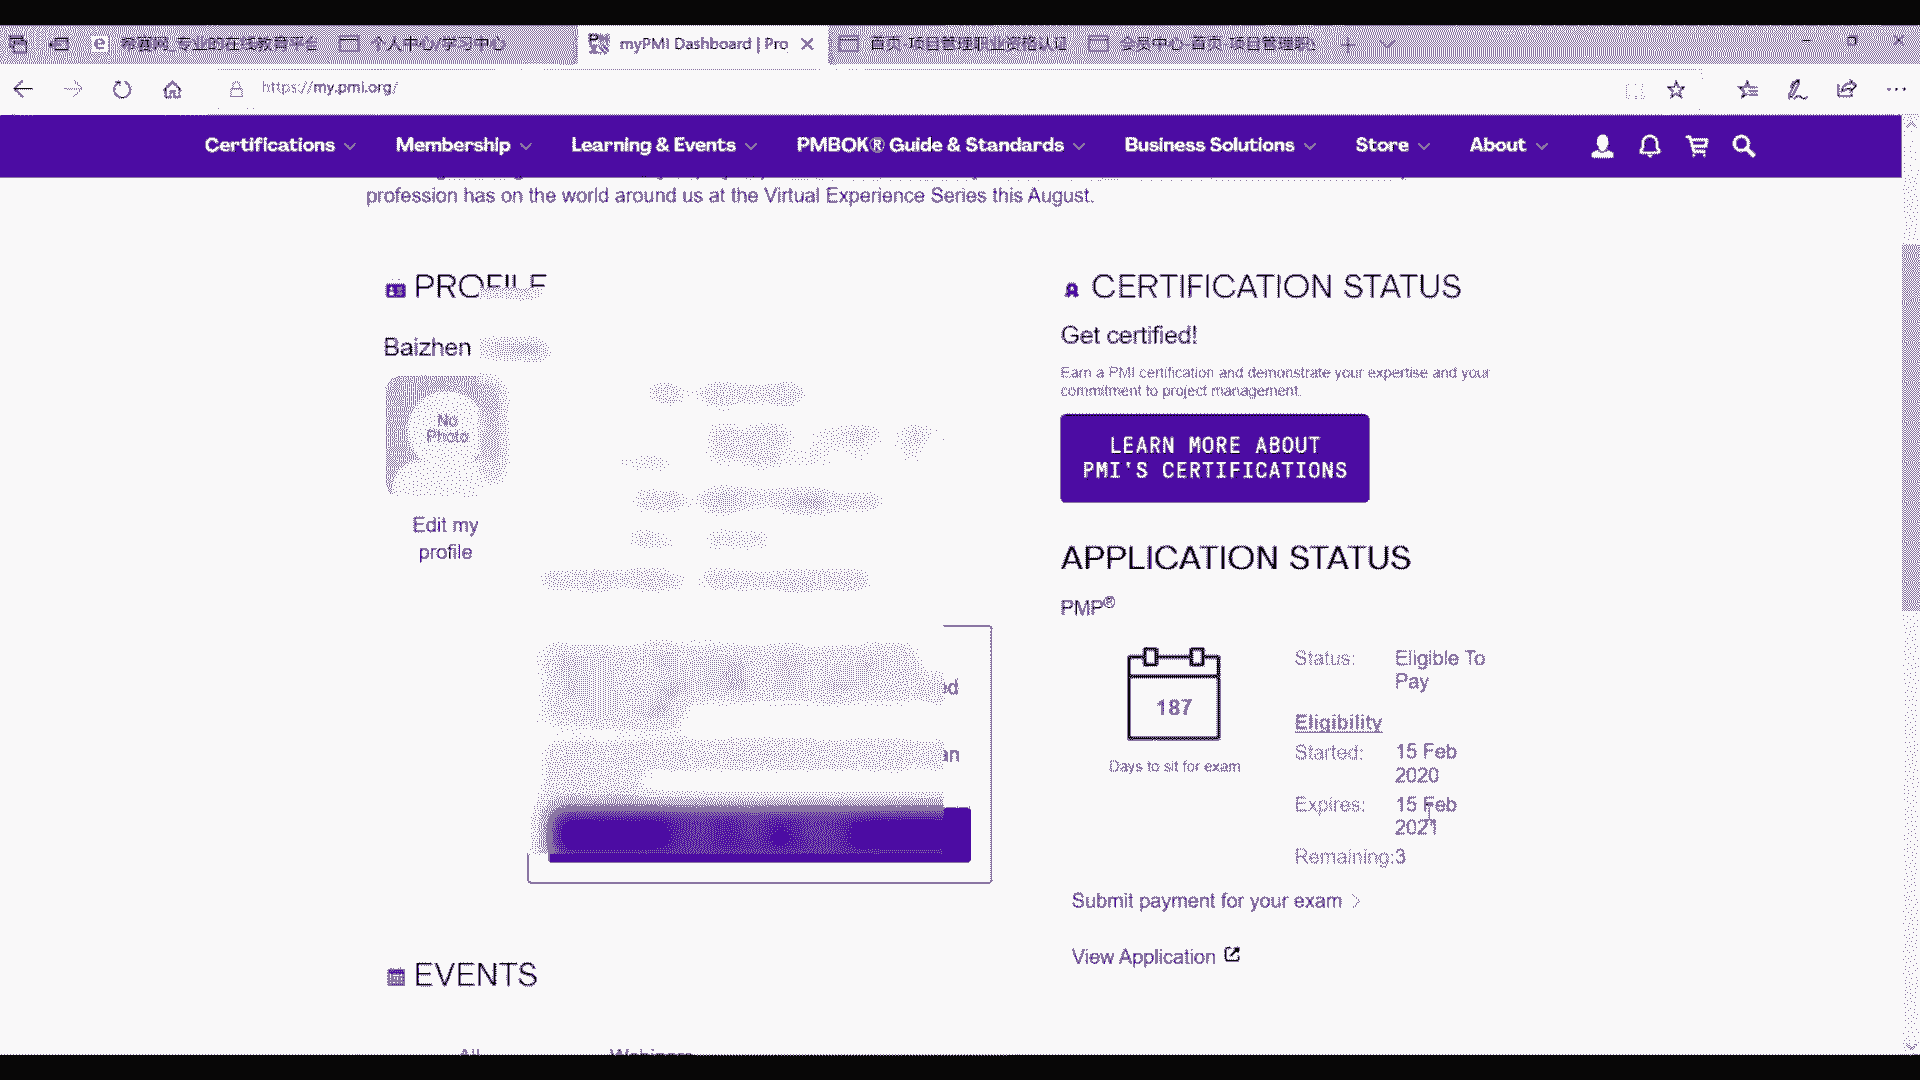 希赛网_专业的在线教育平台
个人中心/学习中心
myPMI Dashboard | Pro
首页-项目管理职业资格认证
会员中心-首页-项目管理职业
https://my.pmi.org/
Certifications
Membership
Learning & Events
PMBOK® Guide & Standards
Business Solutions
Store
About
profession has on the world around us at the Virtual Experience Series this August.
PROFILE
Baizhen
No
Photo
Edit my
profile
ed
an
EVENTS
All
Webinars
CERTIFICATION STATUS
Get certified!
Earn a PMI certification and demonstrate your expertise and your
commitment to project management.
LEARN MORE ABOUT
PMI'S CERTIFICATIONS
APPLICATION STATUS
PMP®
187
Days to sit for exam
Status: Eligible To
Pay
Eligibility
Started: 15 Feb
2020
Expires: 15 Feb
2021
Remaining:3
Submit payment for your exam
View Application